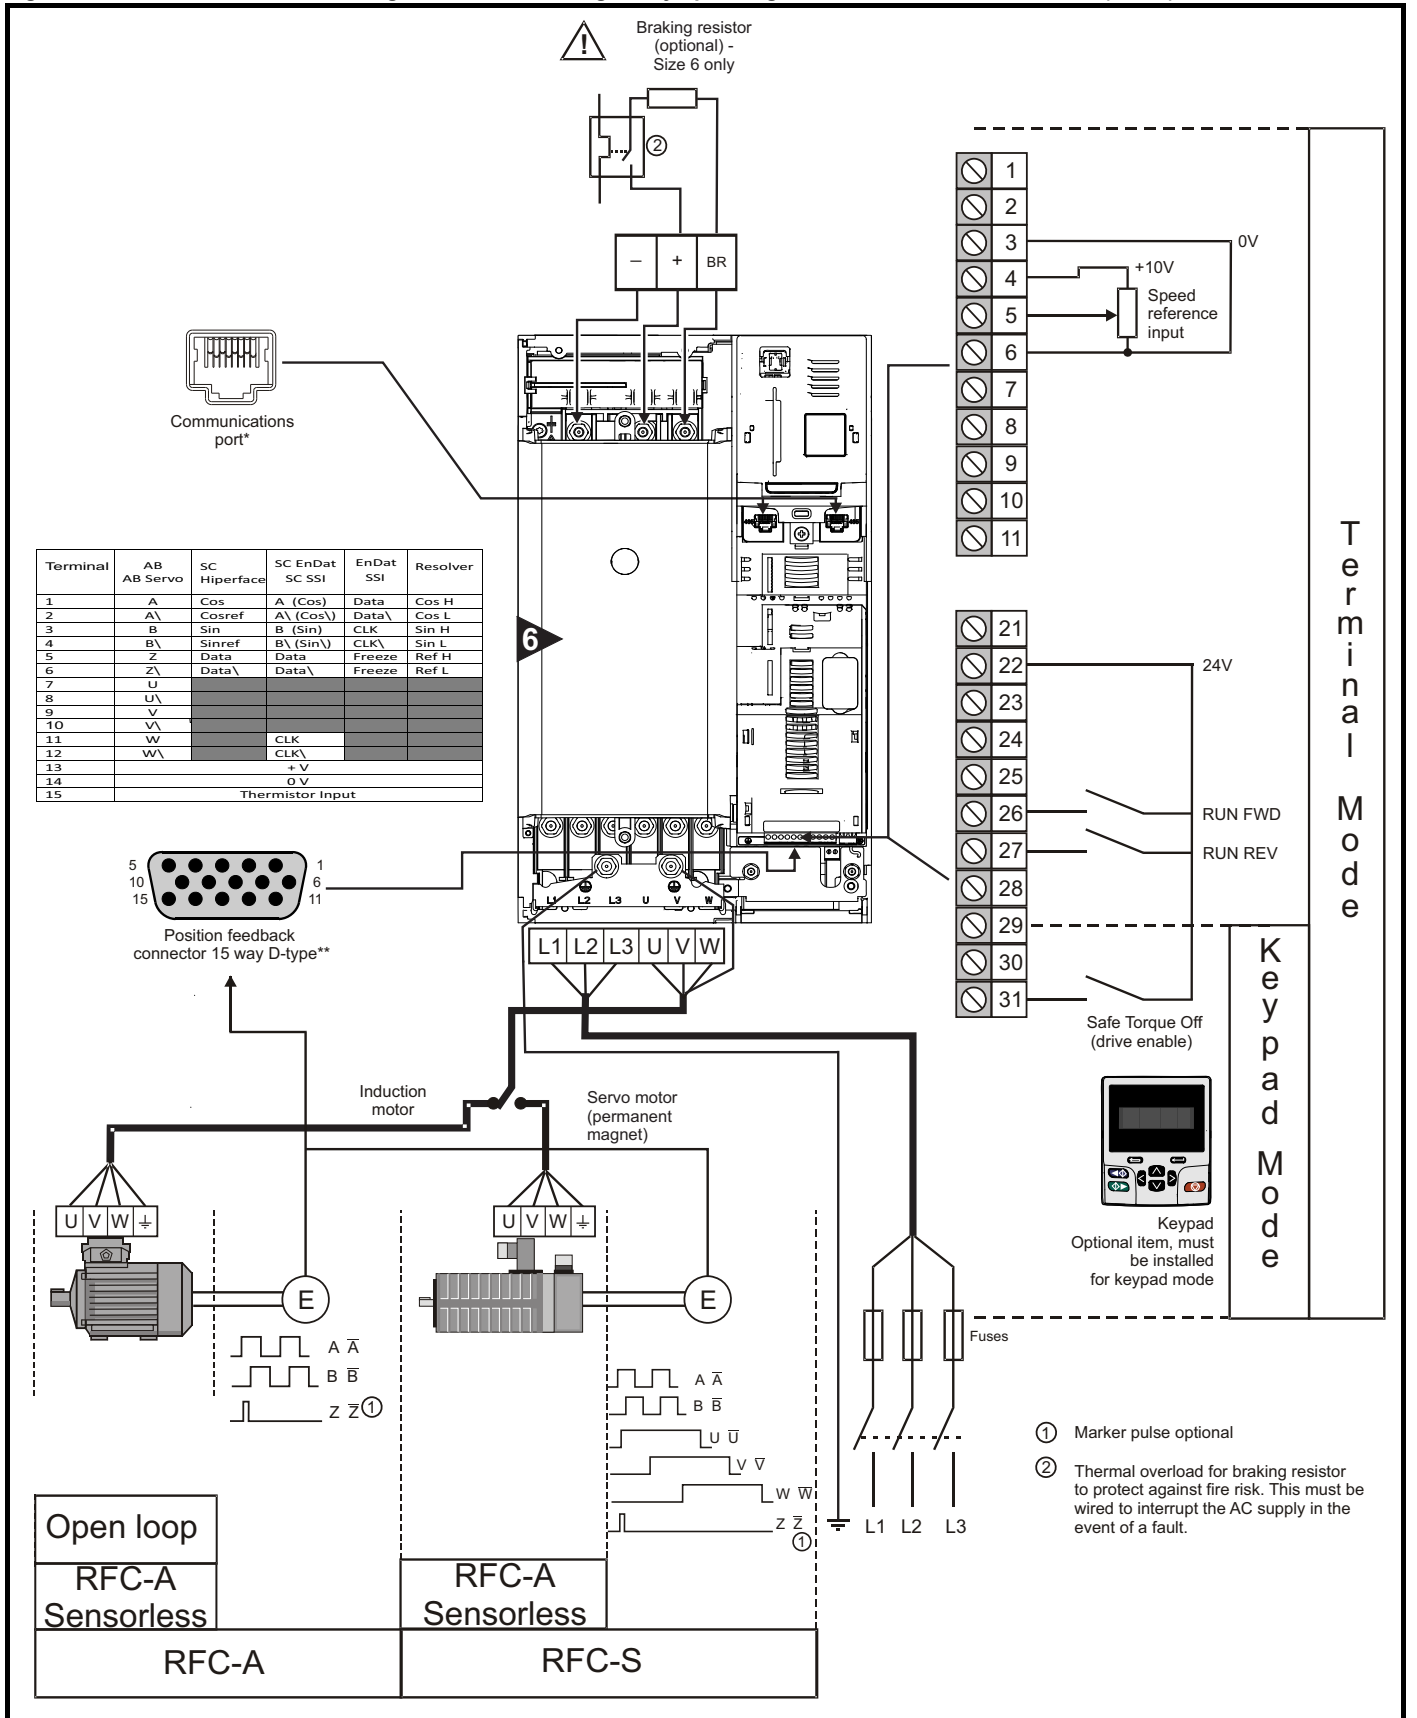 Braking resistor
(optional) -
Size 6 only
2
– + BR
1
2
3
4
5
6
7
8
9
10
11
0V
+10V
Speed
reference
input
Communications
port*
Terminal AB AB Servo SC Hiperface SC EnDat SC SSI EnDat SSI Resolver
1 A Cos A (Cos) Data Cos H
2 A\ Cosref A\ (Cos\) Data\ Cos L
3 B Sin B (Sin) CLK Sin H
4 B\ Sinref B\ (Sin\) CLK\ Sin L
5 Z Data Data Freeze Ref H
6 Z\ Data\ Data\ Freeze Ref L
7 U
8 U\
9 V
10 V\
11 W CLK
12 W\ CLK\
13 + V
14 0 V
15 Thermistor Input
6
21
22
23
24
25
26
27
28
29
30
31
24V
RUN FWD
RUN REV
Safe Torque Off
(drive enable)
Terminal Mode
Keypad Mode
5 1
10 6
15 11
Position feedback
connector 15 way D-type**
L1 L2 L3 U V W
L1 L2 L3 U V W
Induction
motor
Servo motor
(permanent
magnet)
Keypad
Optional item, must
be installed
for keypad mode
U V W
U V W
E
E
A A̅
B B̅
Z Z̅ 1
A A̅
B B̅
U U̅
V V̅
W W̅
Z Z̅
1
Fuses
L1 L2 L3
1 Marker pulse optional
2 Thermal overload for braking resistor
to protect against fire risk. This must be
wired to interrupt the AC supply in the
event of a fault.
Open loop
RFC-A
Sensorless
RFC-A
Sensorless
RFC-A
RFC-S